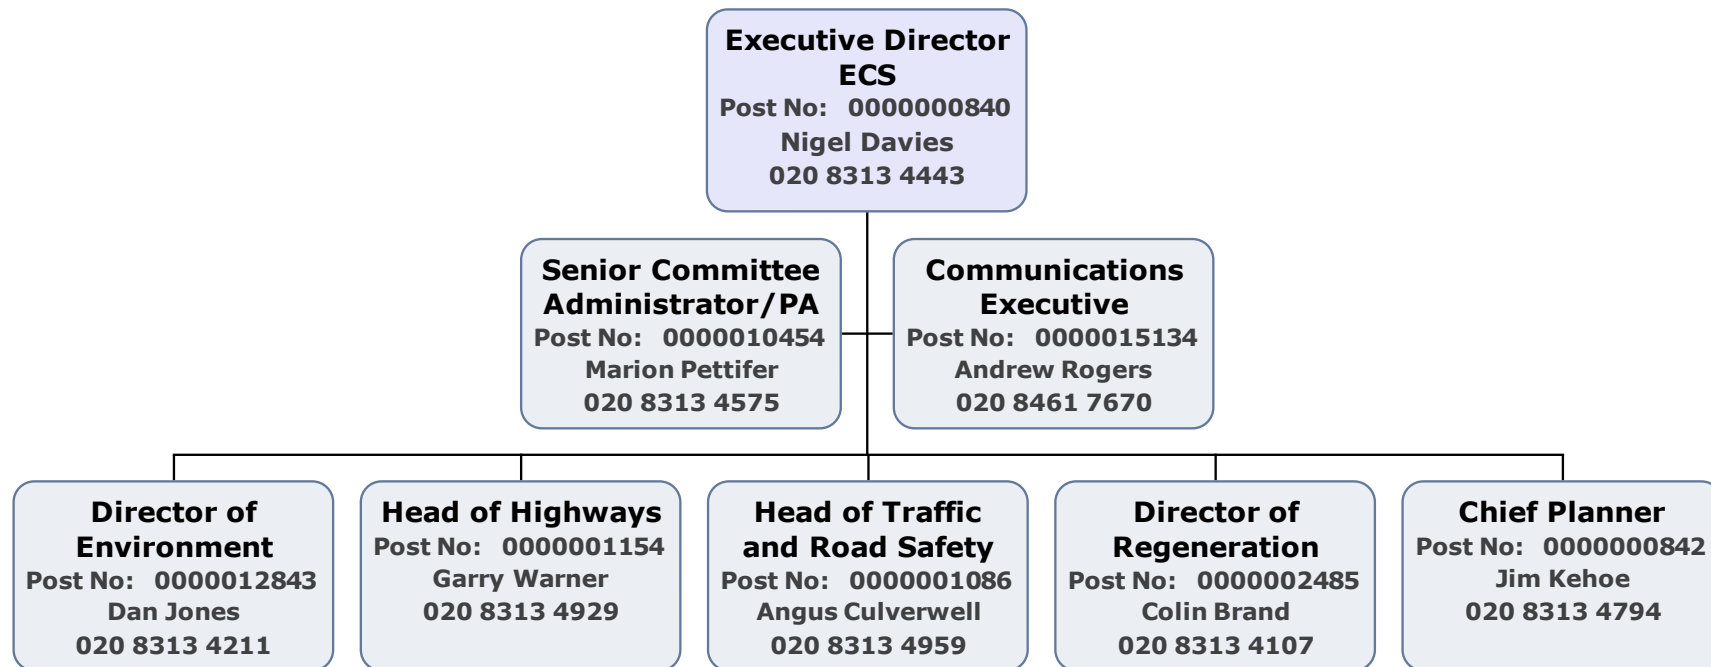 Executive Director
ECS
Post No: 0000000840
Nigel Davies
020 8313 4443
Senior Committee
Administrator/PA
Post No: 0000010454
Marion Pettifer
020 8313 4575
Communications
Executive
Post No: 0000015134
Andrew Rogers
020 8461 7670
Director of
Environment
Post No: 0000012843
Dan Jones
020 8313 4211
Head of Highways
Post No: 0000001154
Garry Warner
020 8313 4929
Head of Traffic
and Road Safety
Post No: 0000001086
Angus Culverwell
020 8313 4959
Director of
Regeneration
Post No: 0000002485
Colin Brand
020 8313 4107
Chief Planner
Post No: 0000000842
Jim Kehoe
020 8313 4794